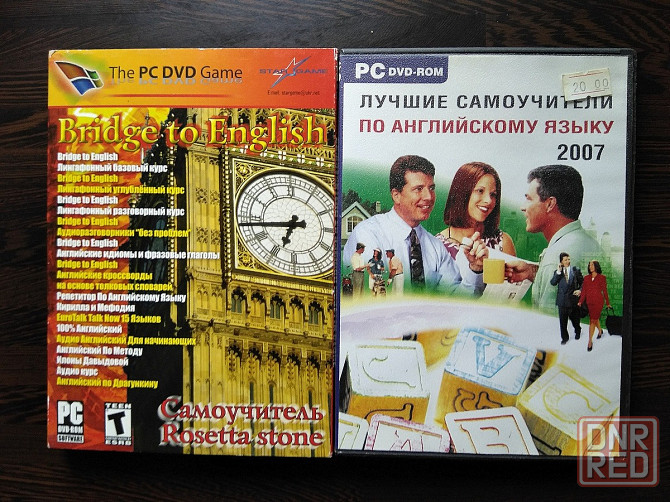 The PC DVD Game
STAR GAME
Bridge to English
Bridge to English
Лингафонный базовый курс
Bridge to English
Лингафонный углублённый курс
Bridge to English
Лингафонный разговорный курс
Bridge to English
Аудиоразговорники "без проблем"
Bridge to English
Английские идиомы и фразовые глаголы
Bridge to English
Английские кроссворды
на основе толковых словарей
Репетитор По Английскому Языку
Кирилла и Мефодия
EuroTalk Talk Now 15 Языков
100% Английский
Аудио Английский Для начинающих
Английский По Методу
Илоны Давыдовой
Аудио курс
Английский по Драгункину
PC
DVD-ROM
SOFTWARE
TEEN
T
ESRB
Самоучитель
Rosetta stone
PC DVD-ROM
20 00
ЛУЧШИЕ САМОУЧИТЕЛИ
ПО АНГЛИЙСКОМУ ЯЗЫКУ
2007
DNR
RED